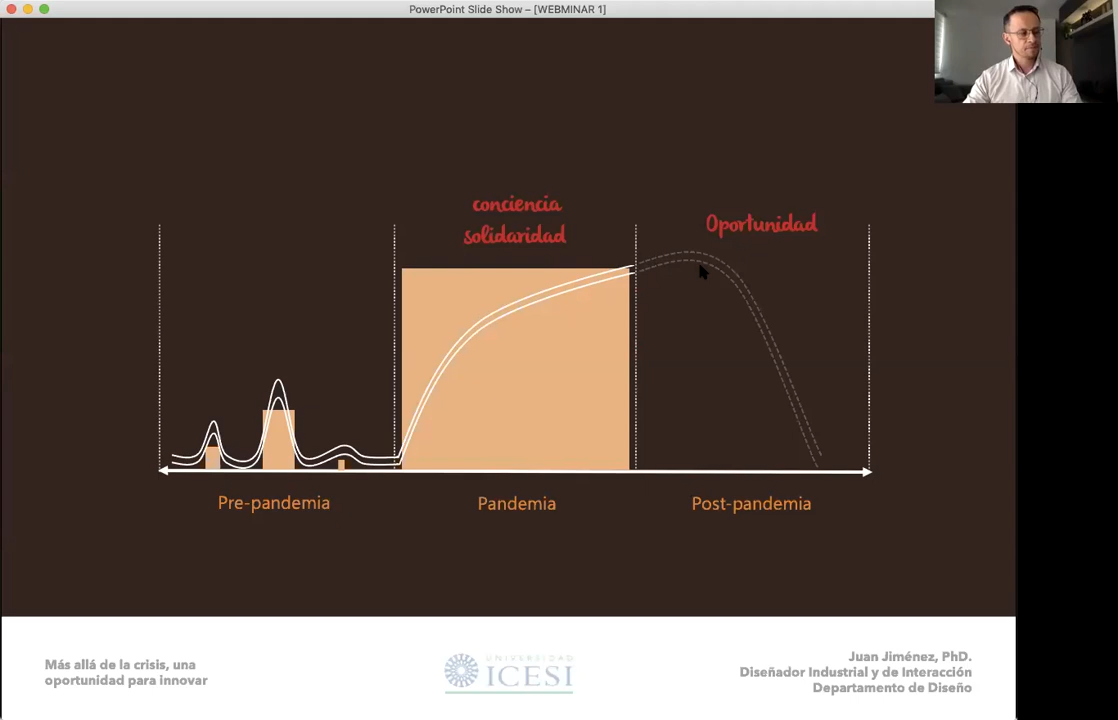 PowerPoint Slide Show – [WEBMINAR 1]
conciencia
solidaridad
Oportunidad
Pre-pandemia
Pandemia
Post-pandemia
Más allá de la crisis, una
oportunidad para innovar
UNIVERSIDAD
ICESI
Juan Jiménez, PhD.
Diseñador Industrial y de Interacción
Departamento de Diseño